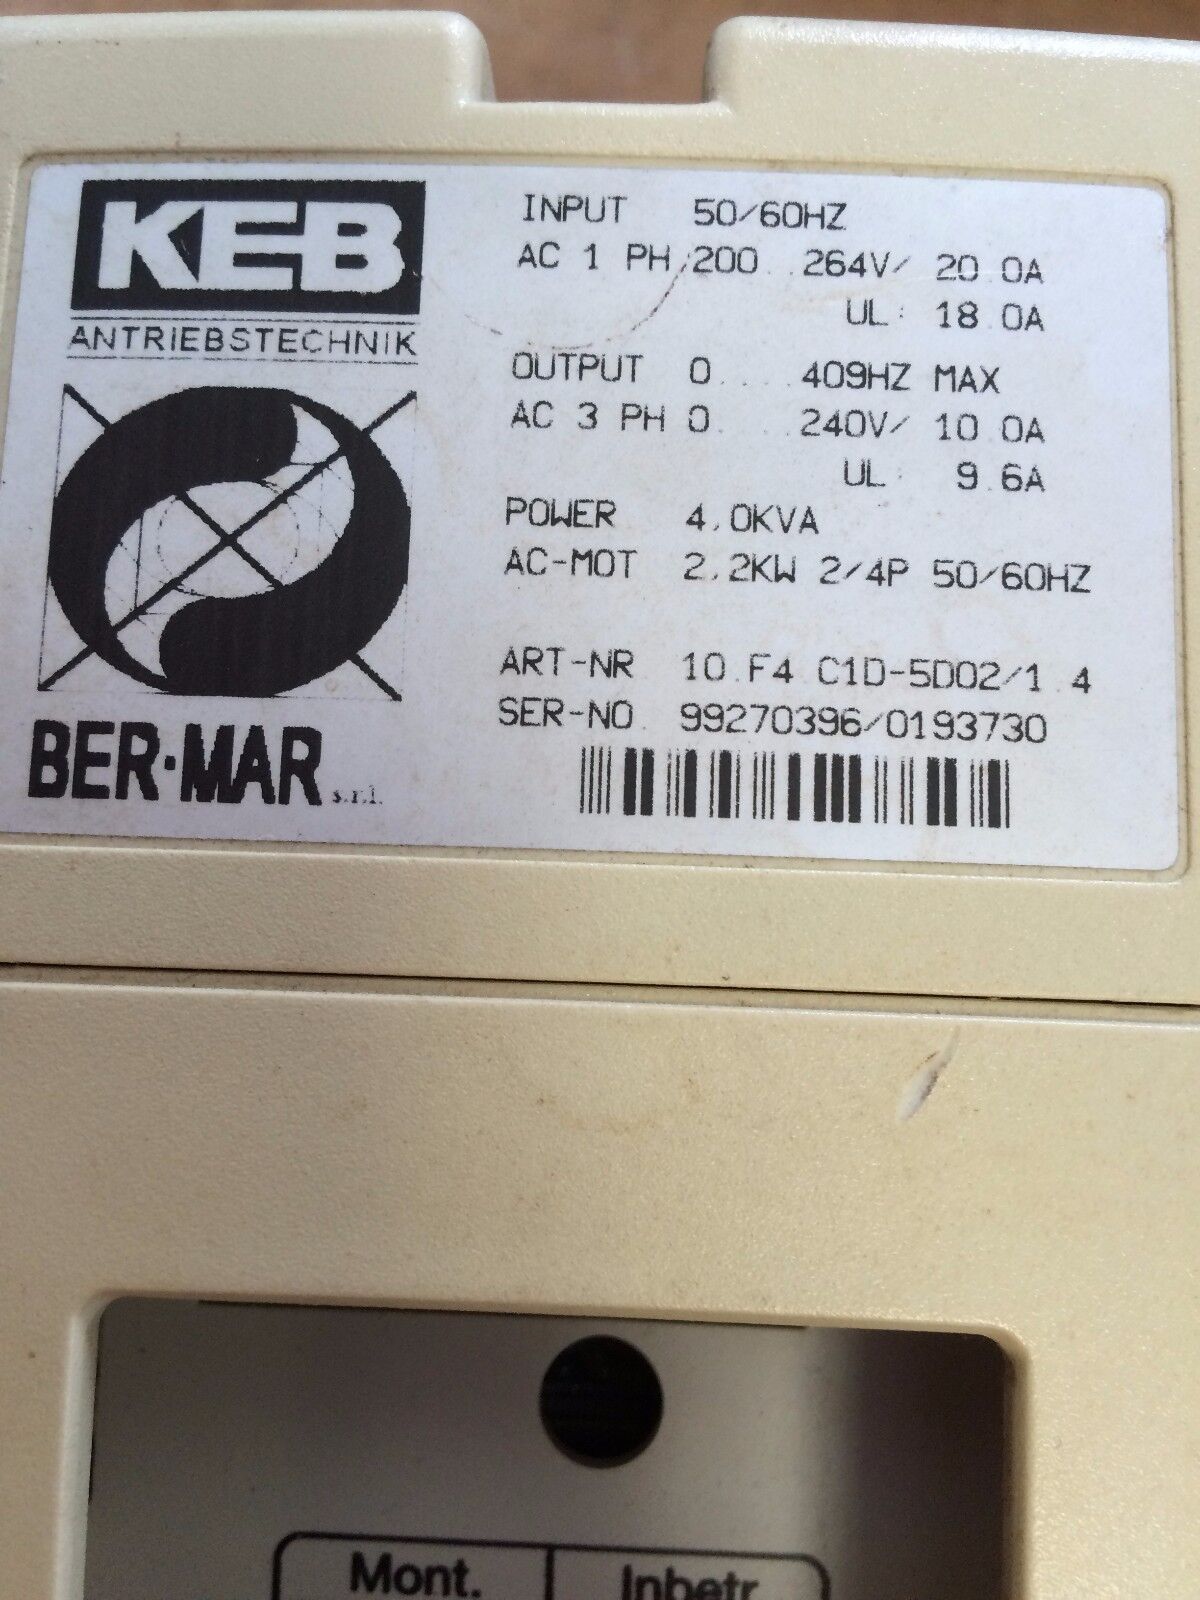 KEB
ANTRIEBSTECHNIK
BER·MAR s.r.l.
INPUT 50/60HZ
AC 1 PH 200..264V/ 20.0A
UL: 18.0A
OUTPUT 0....409HZ MAX
AC 3 PH 0....240V/ 10.0A
UL: 9.6A
POWER 4.0KVA
AC-MOT 2.2KW 2/4P 50/60HZ
ART-NR 10.F4.C1D-5D02/1.4
SER-NO. 99270396/0193730
Mont. Inbetr.